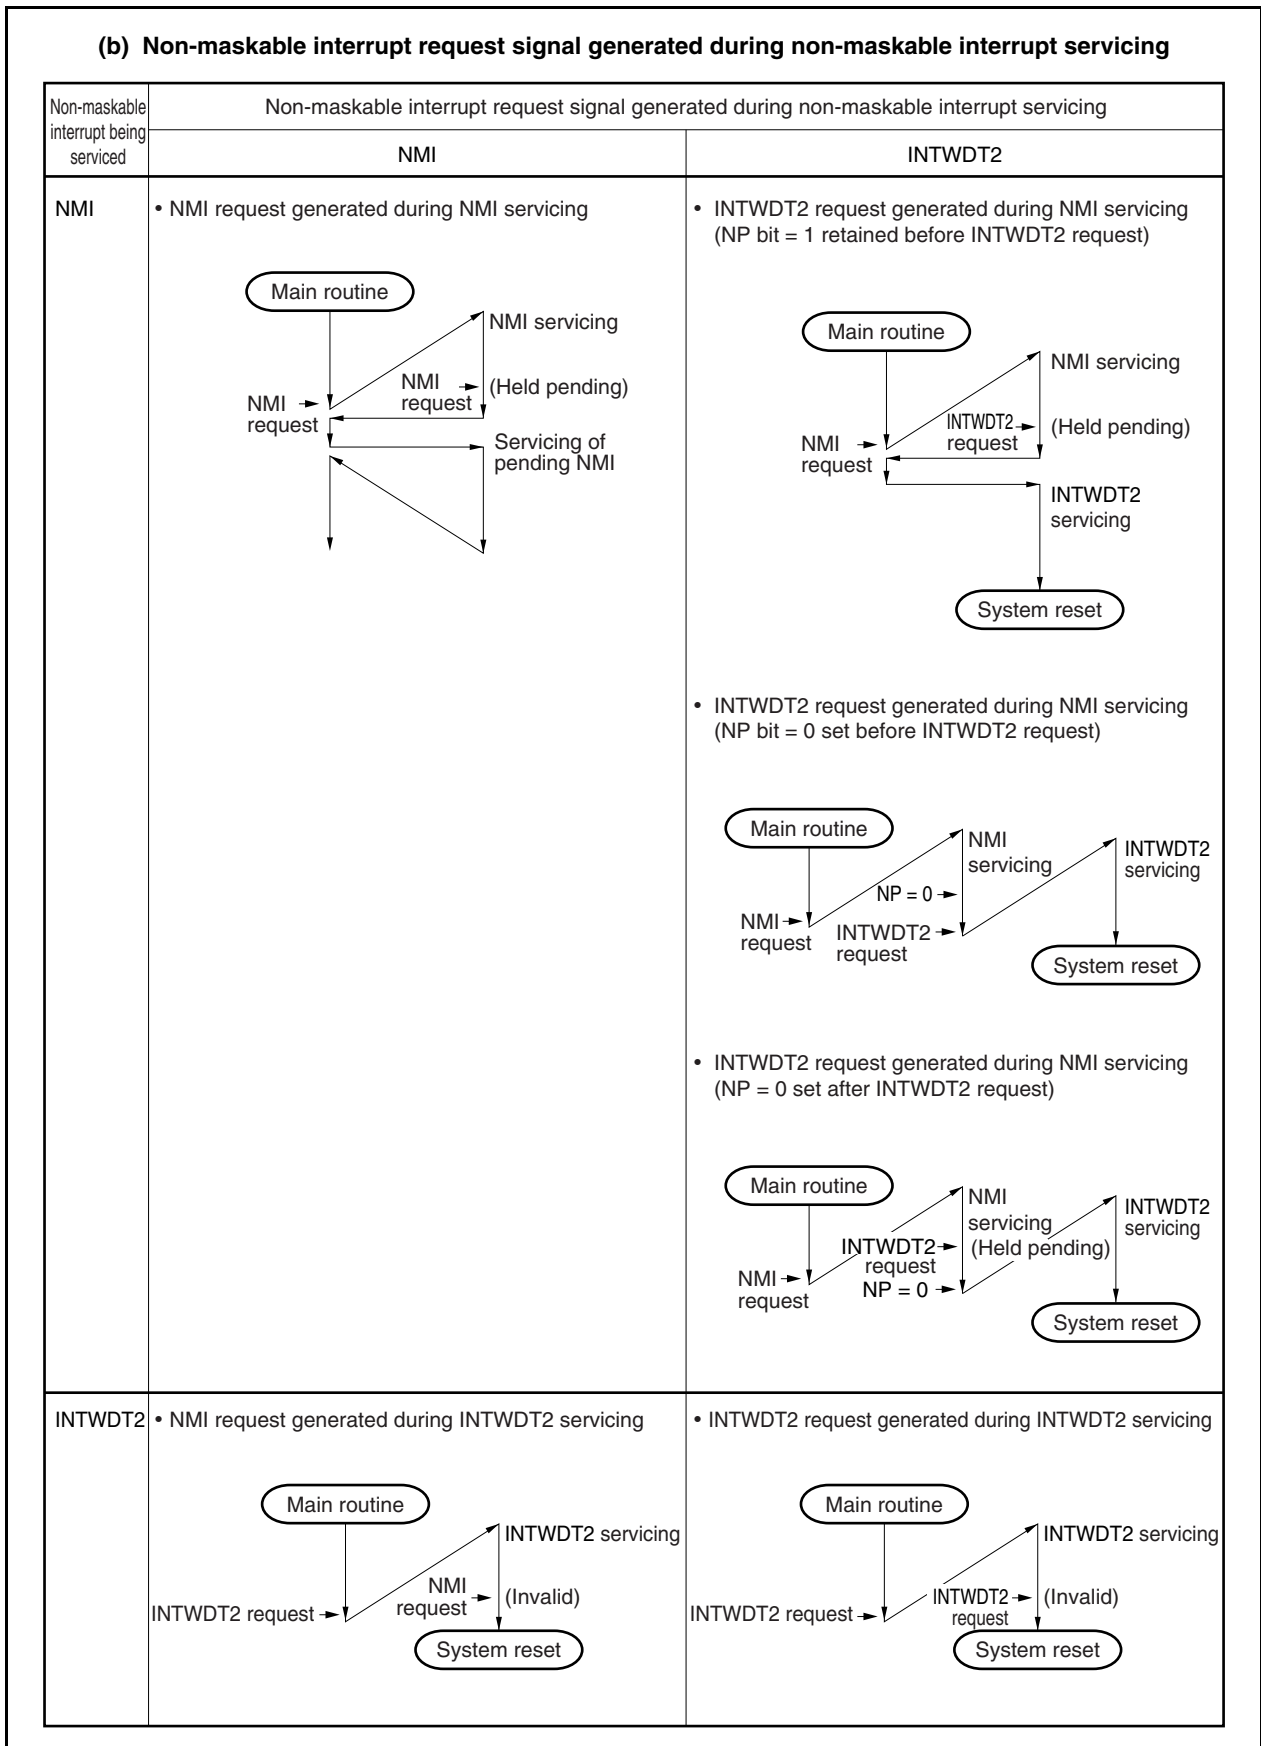 (b) Non-maskable interrupt request signal generated during non-maskable interrupt servicing
Non-maskable
interrupt being
serviced
Non-maskable interrupt request signal generated during non-maskable interrupt servicing
NMI
INTWDT2
NMI
• NMI request generated during NMI servicing
Main routine
NMI servicing
NMI
request
(Held pending)
NMI
request
Servicing of
pending NMI
• INTWDT2 request generated during NMI servicing
(NP bit = 1 retained before INTWDT2 request)
Main routine
NMI servicing
INTWDT2
request
(Held pending)
NMI
request
INTWDT2
servicing
System reset
• INTWDT2 request generated during NMI servicing
(NP bit = 0 set before INTWDT2 request)
Main routine
NMI
servicing
INTWDT2
servicing
NP = 0
NMI
request
INTWDT2
request
System reset
• INTWDT2 request generated during NMI servicing
(NP = 0 set after INTWDT2 request)
Main routine
NMI
servicing
(Held pending)
INTWDT2
servicing
INTWDT2
request
NMI
request
NP = 0
System reset
INTWDT2
• NMI request generated during INTWDT2 servicing
Main routine
INTWDT2 servicing
NMI
request
(Invalid)
INTWDT2 request
System reset
• INTWDT2 request generated during INTWDT2 servicing
Main routine
INTWDT2 servicing
INTWDT2
request
(Invalid)
INTWDT2 request
System reset